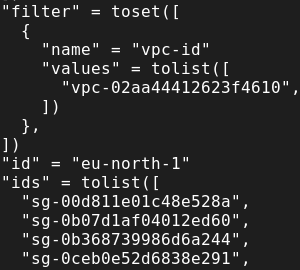 "filter" = toset([
  {
    "name" = "vpc-id"
    "values" = tolist([
      "vpc-02aa44412623f4610",
    ])
  },
])
"id" = "eu-north-1"
"ids" = tolist([
  "sg-00d811e01c48e528a",
  "sg-0b07d1af04012ed60",
  "sg-0b368739986d6a244",
  "sg-0ceb0e52d6838e291",